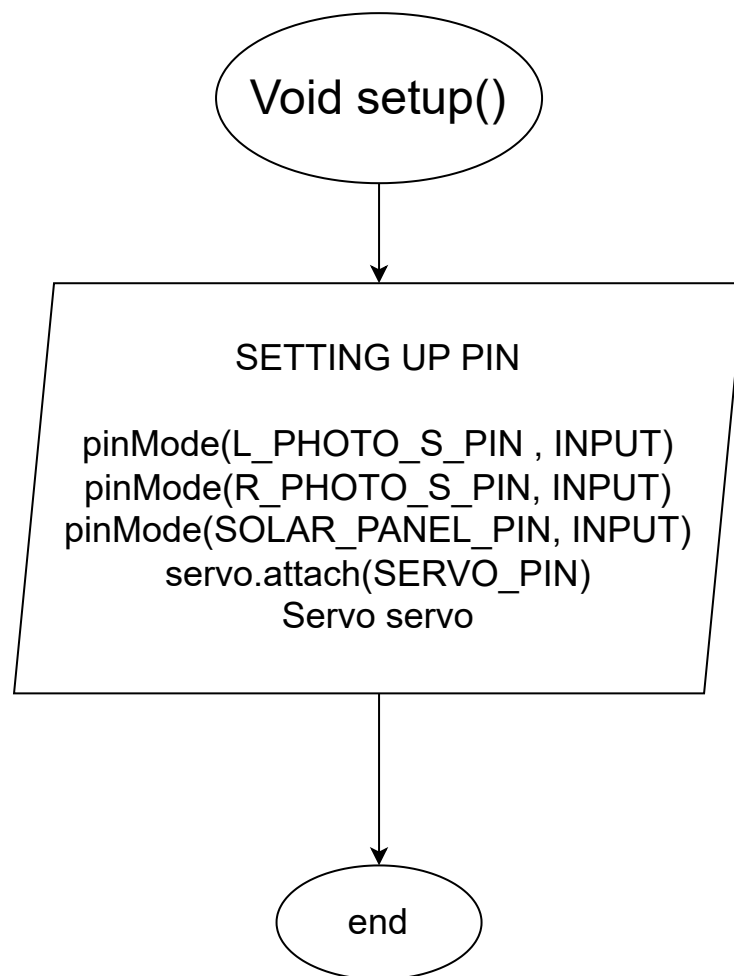 Void setup()
SETTING UP PIN
pinMode(L_PHOTO_S_PIN , INPUT)
pinMode(R_PHOTO_S_PIN, INPUT)
pinMode(SOLAR_PANEL_PIN, INPUT)
servo.attach(SERVO_PIN)
Servo servo
end